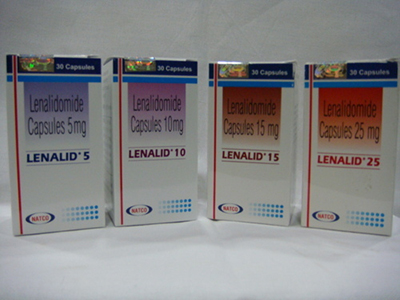 30 Capsules
Lenalidomide
Capsules 5mg
LENALID® 5
NATCO
30 Capsules
Lenalidomide
Capsules 10mg
LENALID® 10
NATCO
30 Capsules
Lenalidomide
Capsules 15 mg
LENALID® 15
NATCO
30 Capsules
Lenalidomide
Capsules 25 mg
LENALID® 25
NATCO